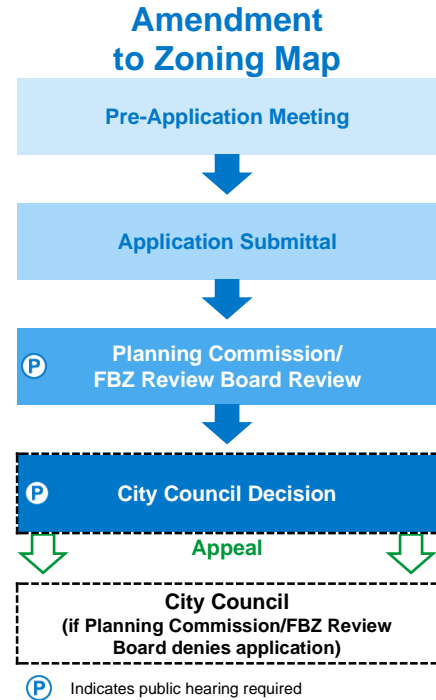 Amendment
to Zoning Map
Pre-Application Meeting
Application Submittal
P
Planning Commission/
FBZ Review Board Review
P
City Council Decision
Appeal
City Council
(if Planning Commission/FBZ Review
Board denies application)
P Indicates public hearing required